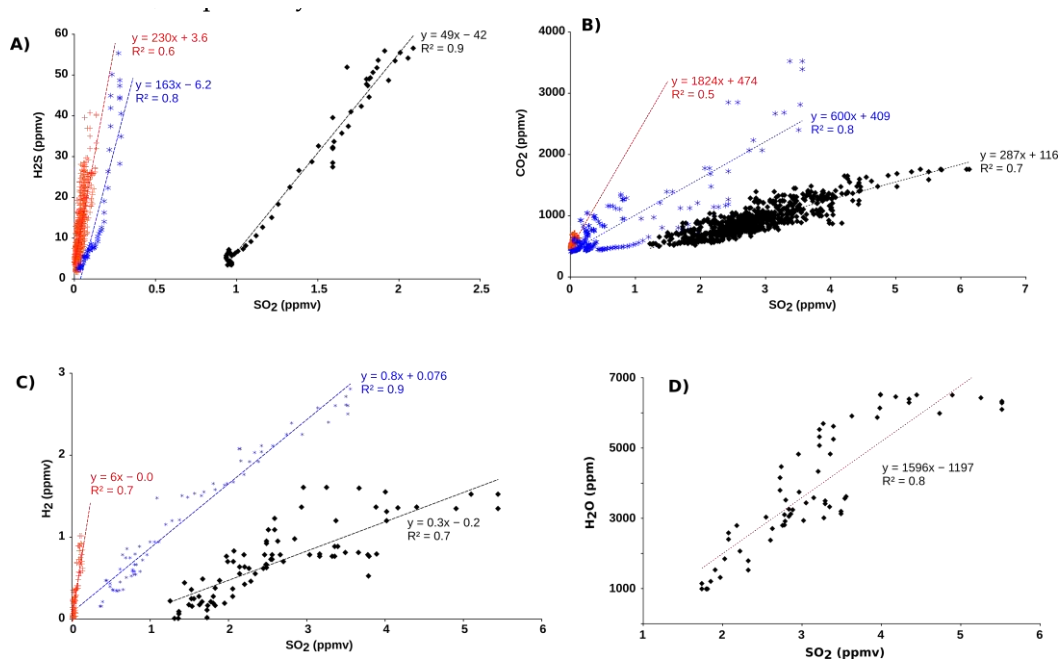 A)
H2S (ppmv)
60
50
40
30
20
10
0
0
0.5
1
1.5
2
2.5
SO2 (ppmv)
y = 230x + 3.6
R² = 0.6
y = 163x − 6.2
R² = 0.8
y = 49x − 42
R² = 0.9
B)
CO2 (ppmv)
4000
3000
2000
1000
0
0
1
2
3
4
5
6
7
SO2 (ppmv)
y = 1824x + 474
R² = 0.5
y = 600x + 409
R² = 0.8
y = 287x + 116
R² = 0.7
C)
H2 (ppmv)
3
2
1
0
0
1
2
3
4
5
6
SO2 (ppmv)
y = 0.8x + 0.076
R² = 0.9
y = 6x − 0.0
R² = 0.7
y = 0.3x − 0.2
R² = 0.7
D)
H2O (ppm)
7000
5000
3000
1000
1
2
3
4
5
6
SO2 (ppmv)
y = 1596x − 1197
R² = 0.8